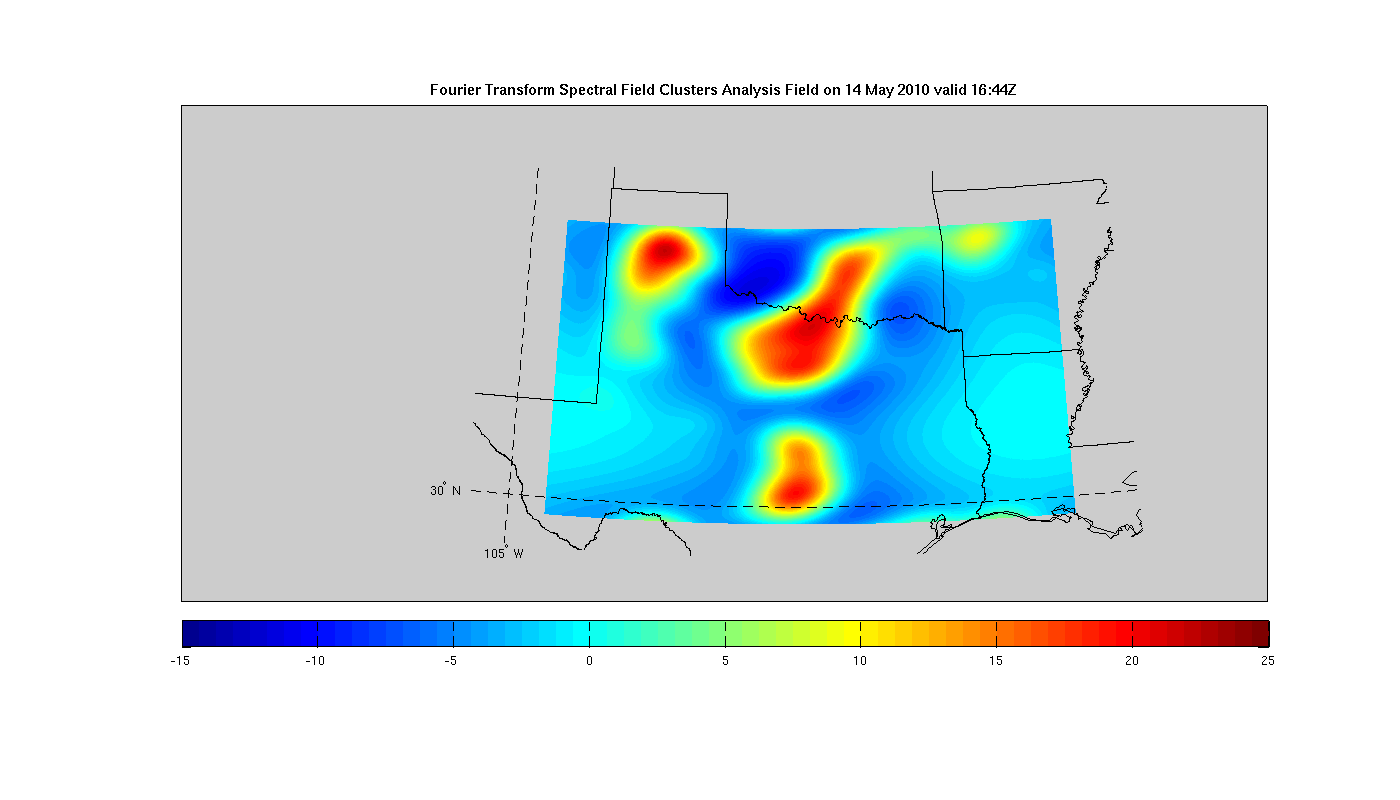 Fourier Transform Spectral Field Clusters Analysis Field on 14 May 2010 valid 16:44Z
30° N
105° W
-15 -10 -5 0 5 10 15 20 25